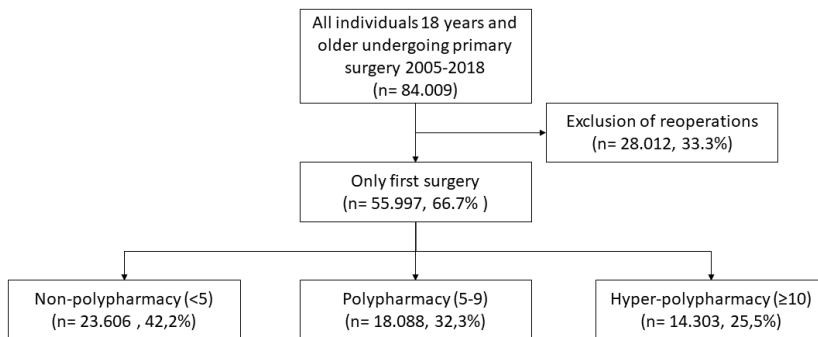 All individuals 18 years and
older undergoing primary
surgery 2005-2018
(n= 84.009)
Exclusion of reoperations
(n= 28.012, 33.3%)
Only first surgery
(n= 55.997, 66.7% )
Non-polypharmacy (<5)
(n= 23.606 , 42,2%)
Polypharmacy (5-9)
(n= 18.088, 32,3%)
Hyper-polypharmacy (≥10)
(n= 14.303, 25,5%)